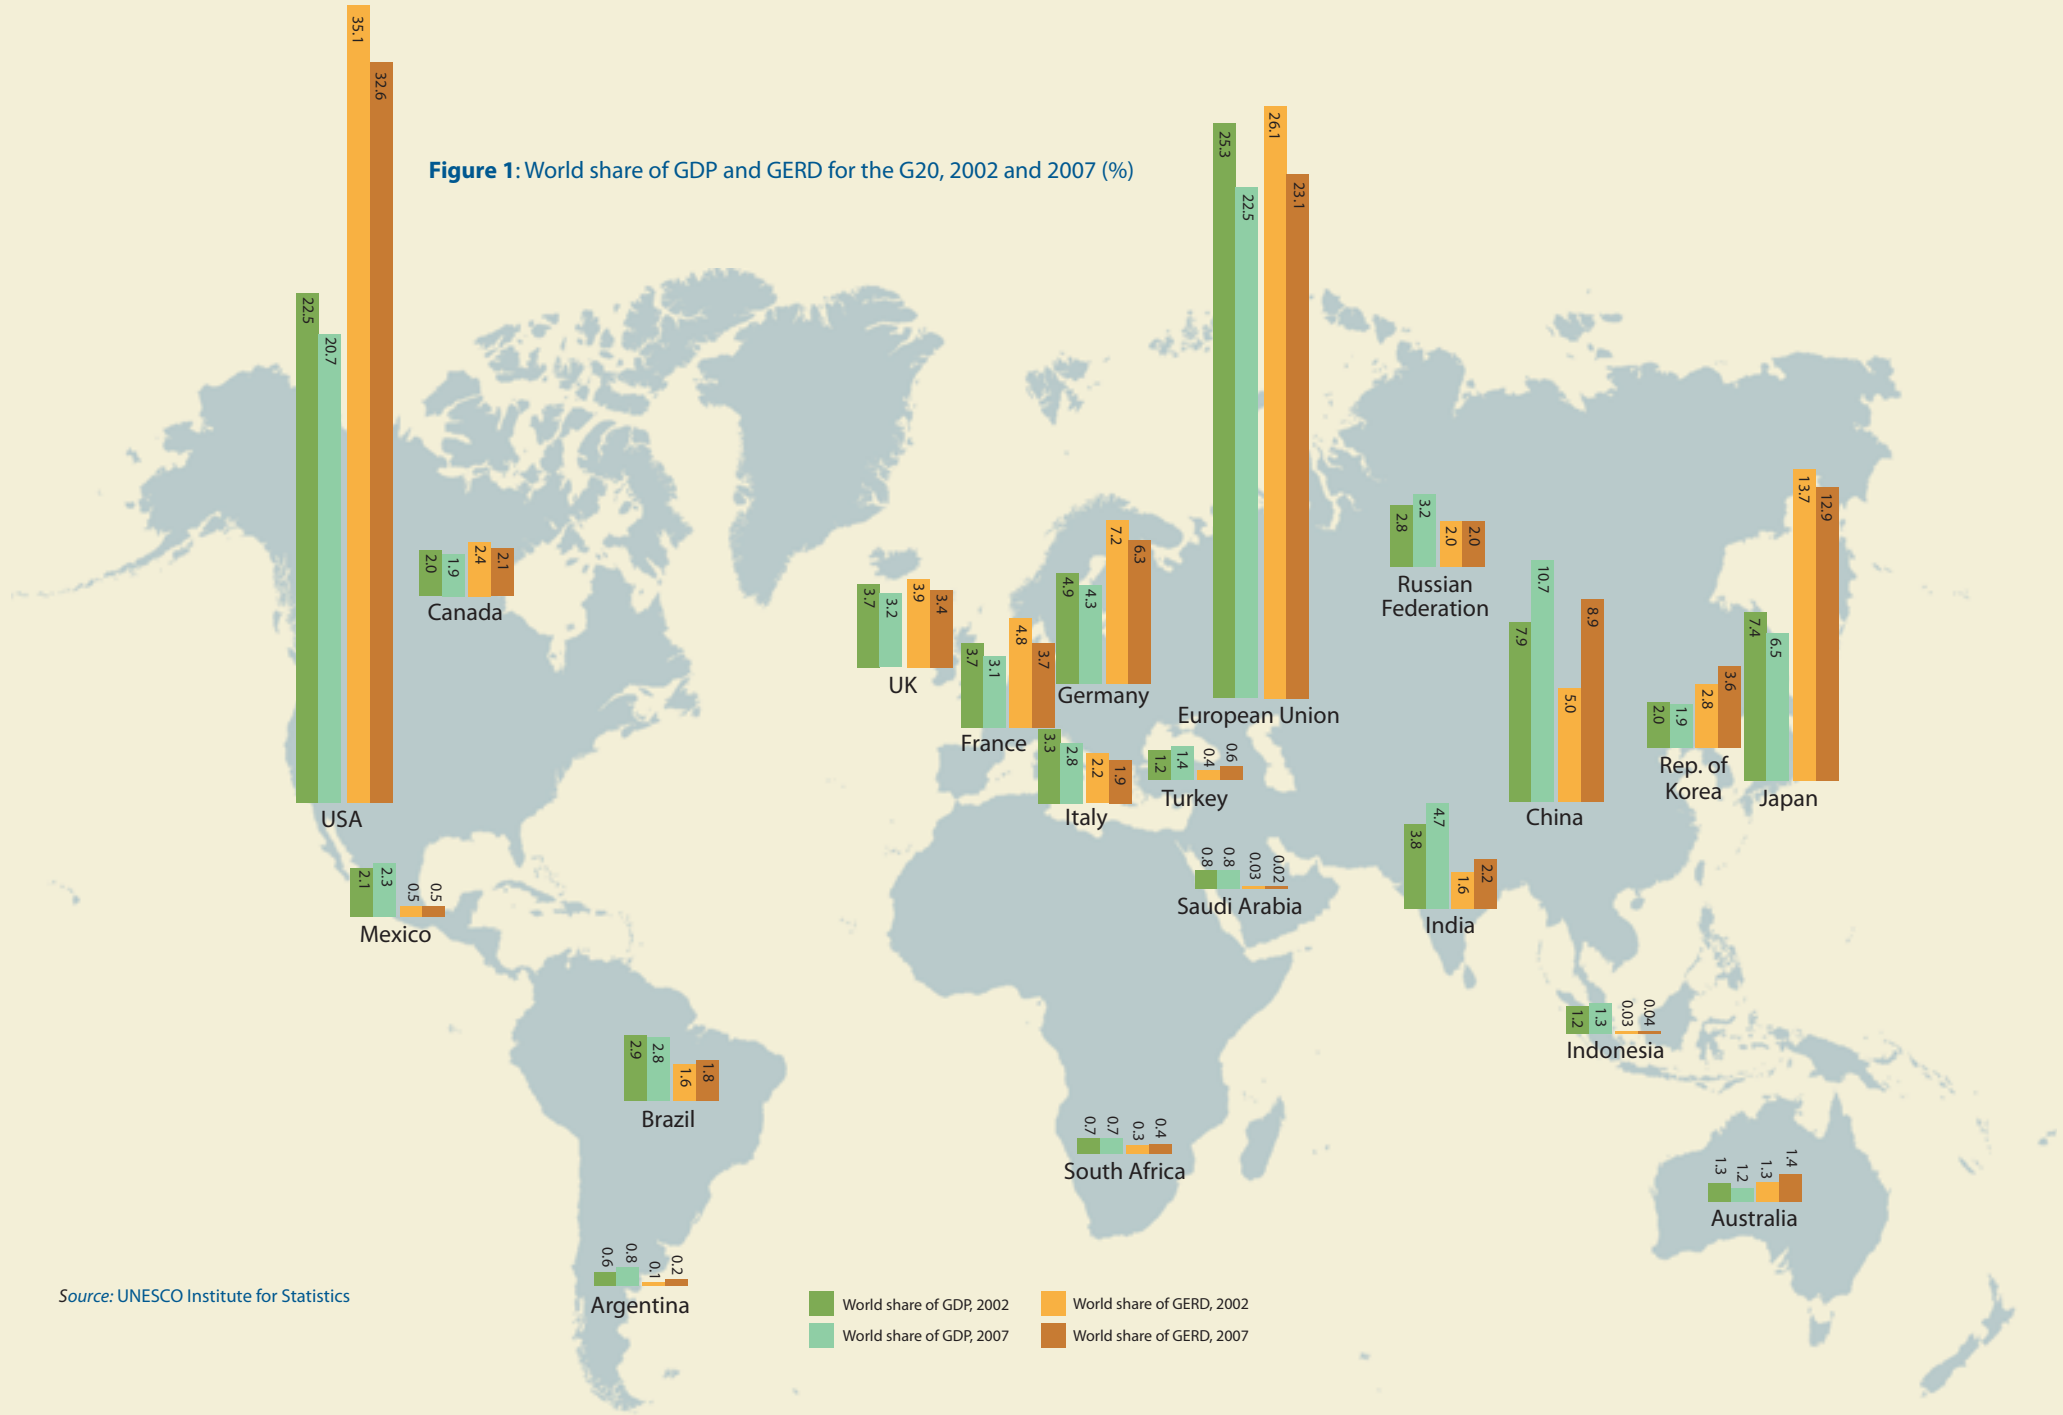 Figure 1: World share of GDP and GERD for the G20, 2002 and 2007 (%)
22.5
20.7
35.1
32.6
USA
2.0
1.9
2.4
2.1
Canada
2.1
2.3
0.5
0.5
Mexico
2.9
2.8
1.6
1.8
Brazil
0.6
0.8
0.1
0.2
Argentina
3.7
3.2
3.9
3.4
UK
3.7
3.1
4.8
3.7
France
4.9
4.3
7.2
6.3
Germany
3.3
2.8
2.2
1.9
Italy
25.3
22.5
26.1
23.1
European Union
1.2
1.4
0.4
0.6
Turkey
0.8
0.8
0.03
0.02
Saudi Arabia
0.7
0.7
0.3
0.4
South Africa
2.8
3.2
2.0
2.0
Russian
Federation
7.9
10.7
5.0
8.9
China
3.8
4.7
1.6
2.2
India
2.0
1.9
2.8
3.6
Rep. of
Korea
7.4
6.5
13.7
12.9
Japan
1.2
1.3
0.03
0.04
Indonesia
1.3
1.2
1.3
1.4
Australia
Source: UNESCO Institute for Statistics
World share of GDP, 2002
World share of GDP, 2007
World share of GERD, 2002
World share of GERD, 2007